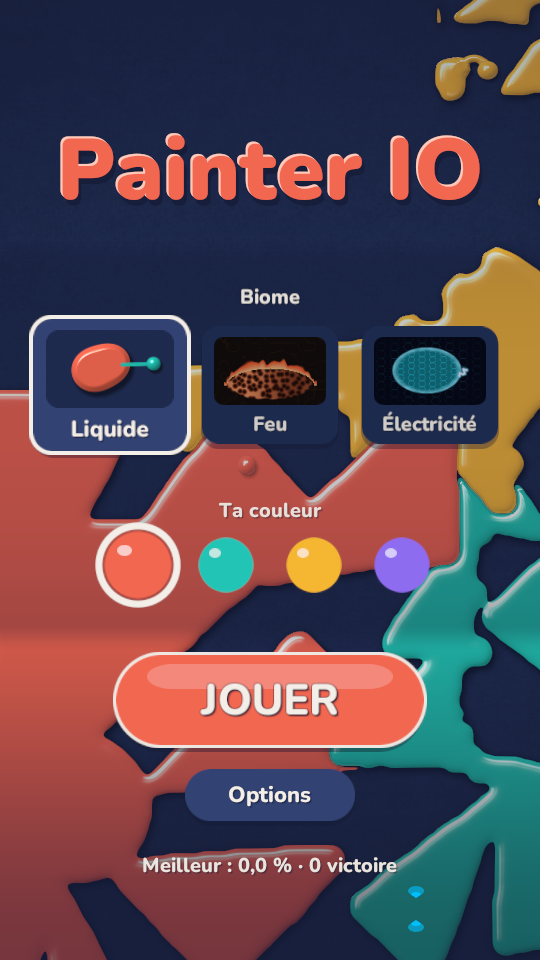 Painter IO
Biome
Liquide
Feu
Électricité
Ta couleur
JOUER
Options
Meilleur : 0,0 % · 0 victoire